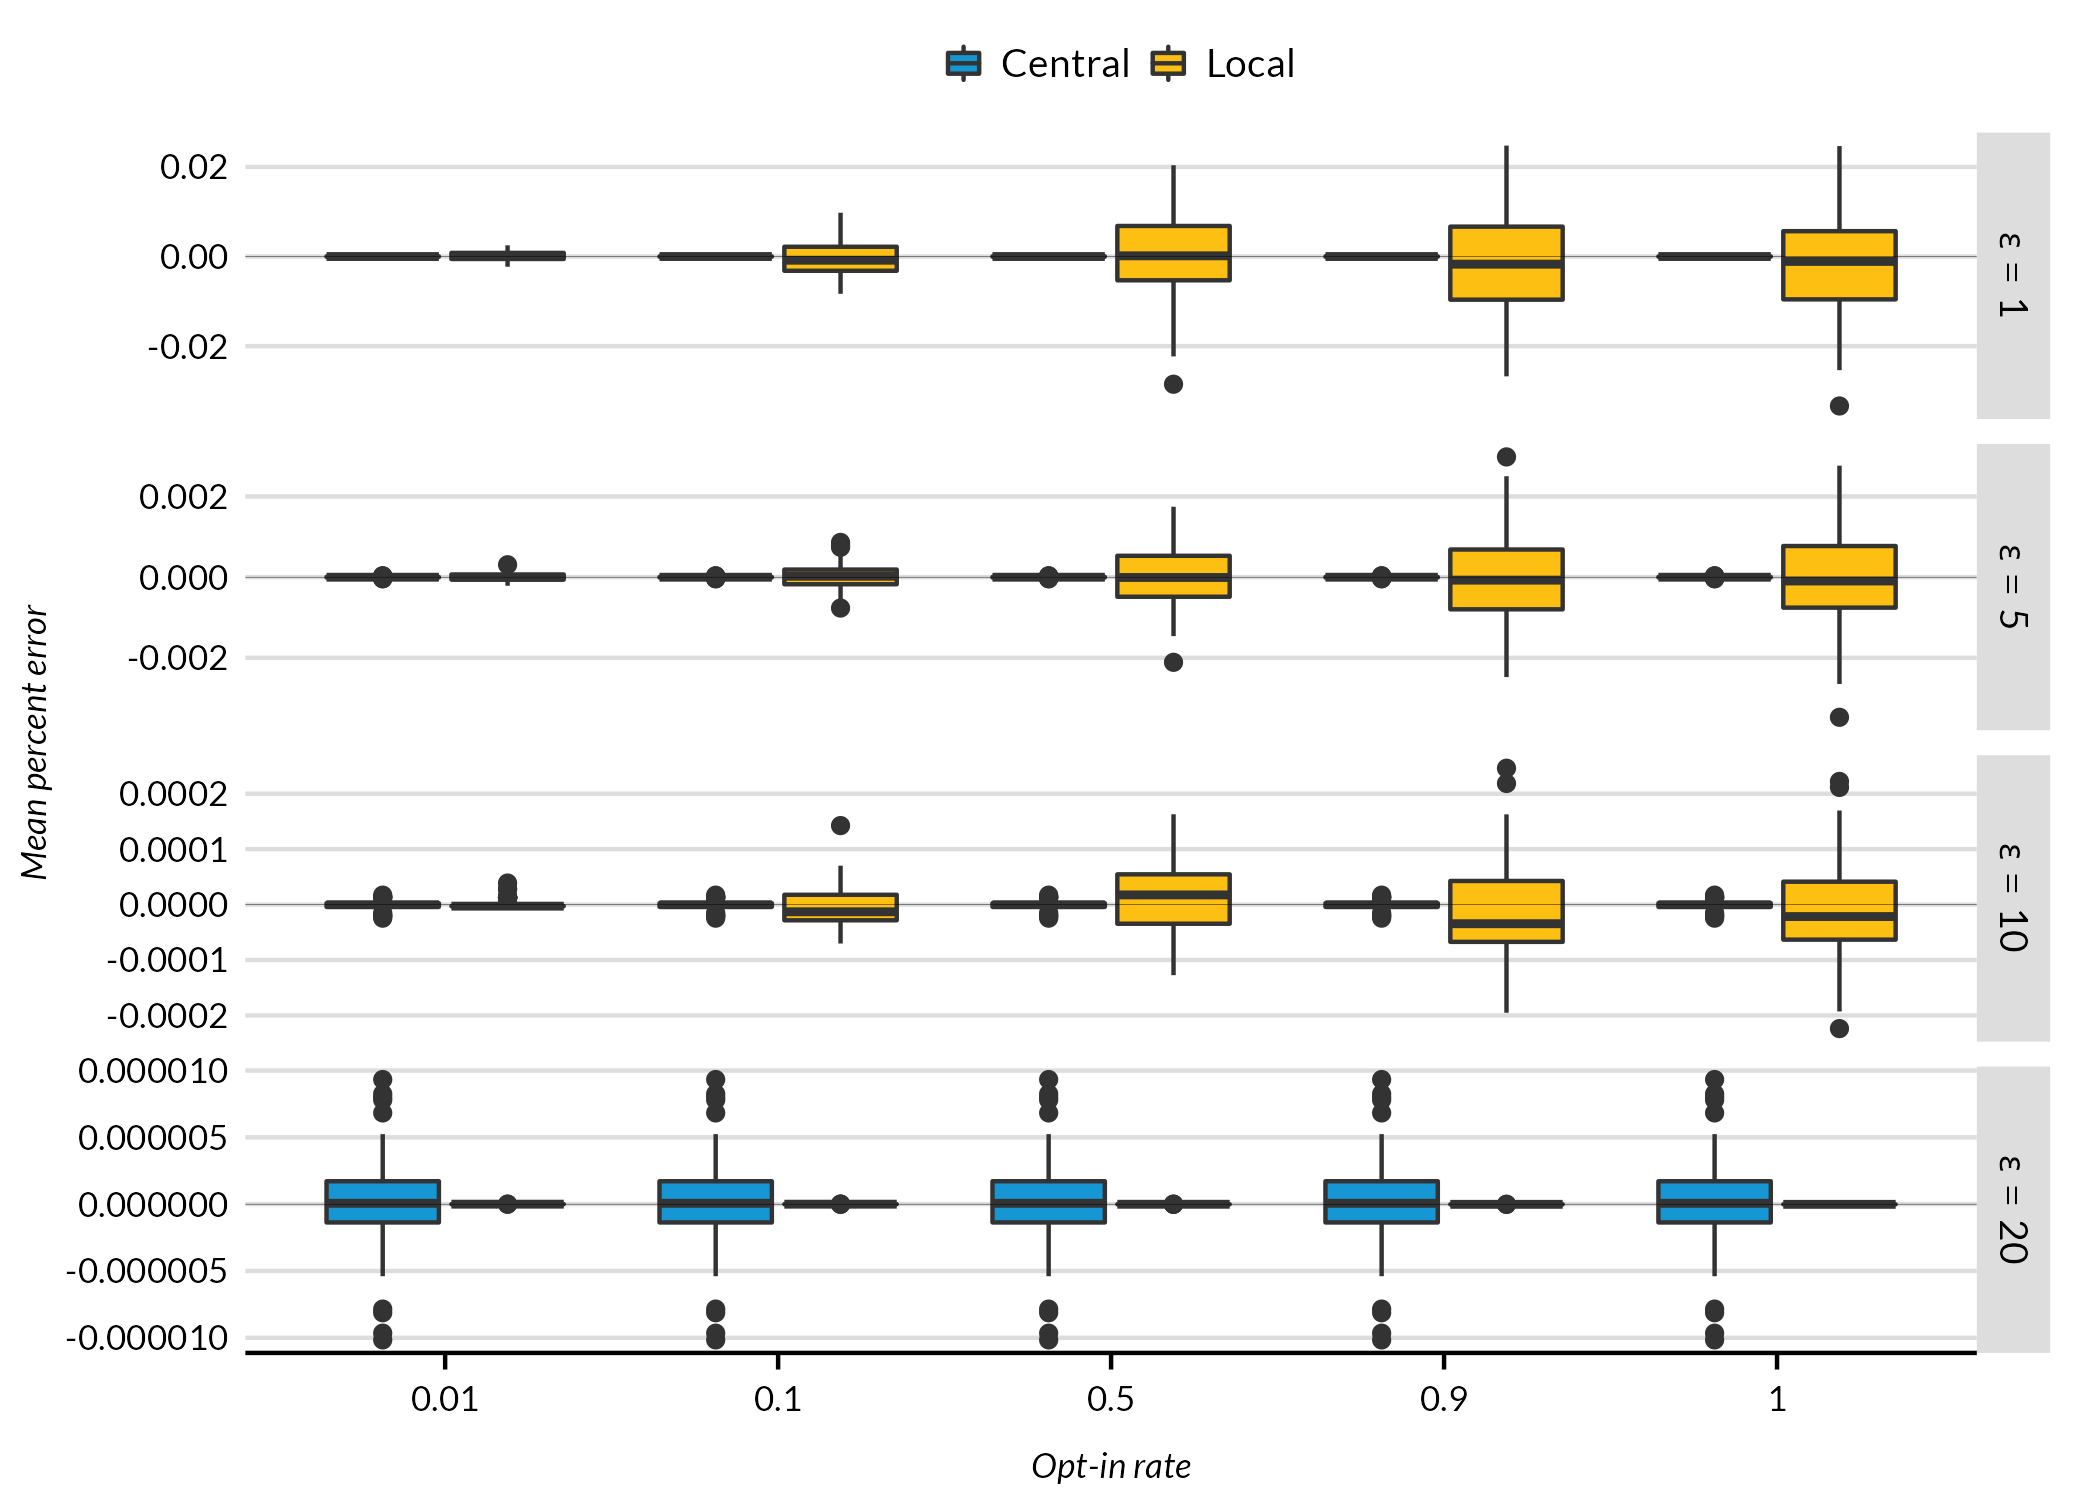 Central Local
0.02
0.00
-0.02
ε = 1
0.002
0.000
-0.002
ε = 5
Mean percent error
0.0002
0.0001
0.0000
-0.0001
-0.0002
ε = 10
0.000010
0.000005
0.000000
-0.000005
-0.000010
ε = 20
0.01 0.1 0.5 0.9 1
Opt-in rate